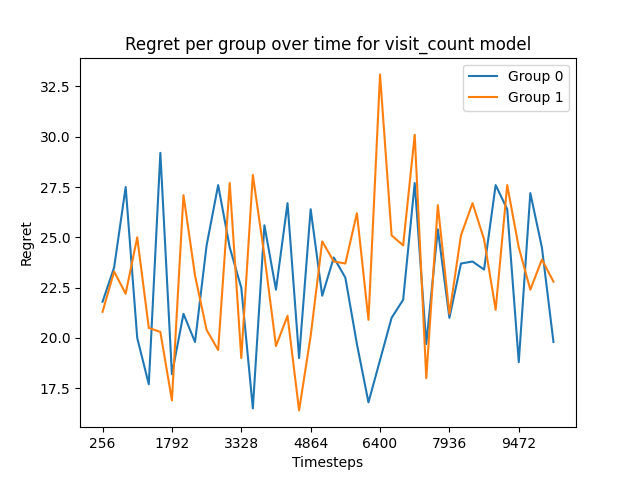 Regret per group over time for visit_count model
Group 0
Group 1
32.5
30.0
27.5
25.0
22.5
20.0
17.5
Regret
256 1792 3328 4864 6400 7936 9472
Timesteps